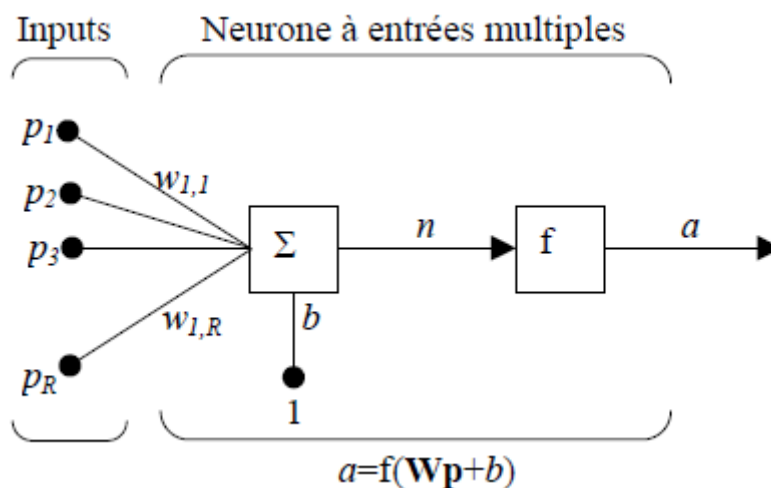 Inputs Neurone à entrées multiples
p1
w1,1
p2
p3
Σ n f a
w1,R
b
pR
1
a=f(Wp+b)